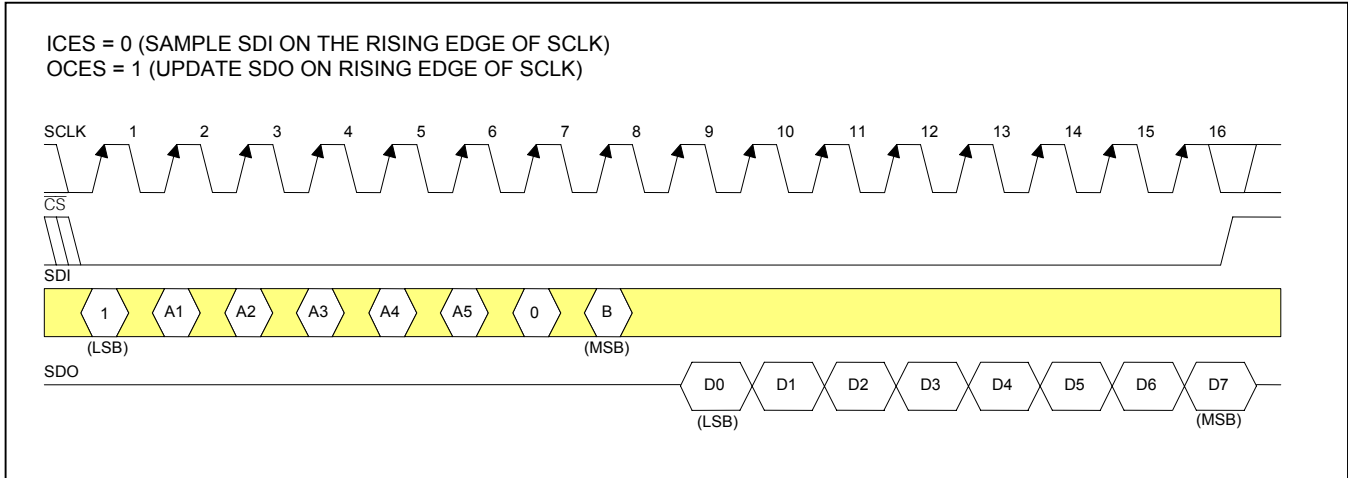 ICES = 0 (SAMPLE SDI ON THE RISING EDGE OF SCLK)
OCES = 1 (UPDATE SDO ON RISING EDGE OF SCLK)
SCLK 1 2 3 4 5 6 7 8 9 10 11 12 13 14 15 16
CS
SDI
1 A1 A2 A3 A4 A5 0 B
(LSB) (MSB)
SDO
D0 D1 D2 D3 D4 D5 D6 D7
(LSB) (MSB)